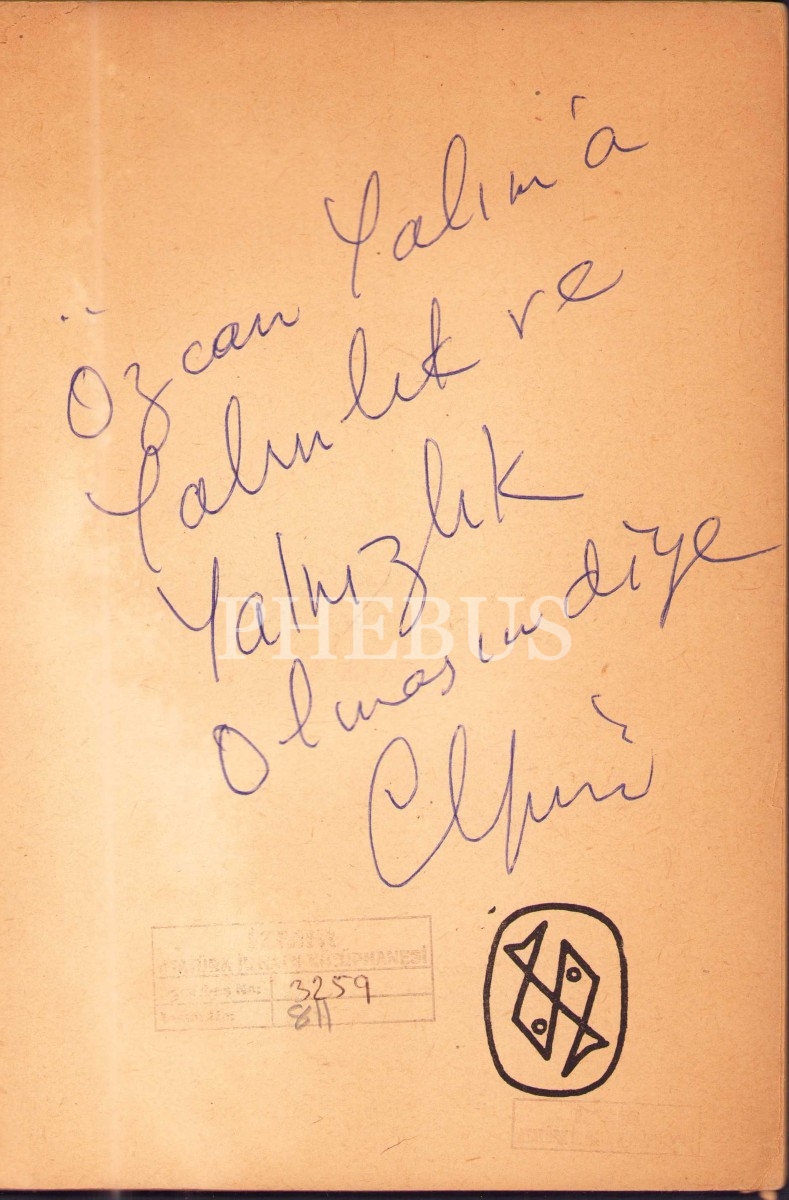 Özcan Yalım'a
Yalınlık ve
Yalnızlık
Olmasın diye
PHEBUS
3259
811